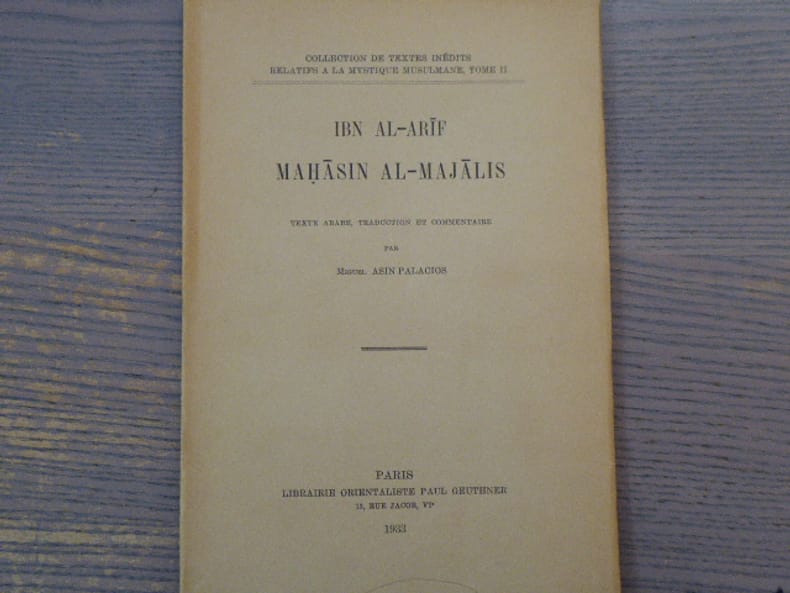 COLLECTION DE TEXTES INÉDITS
RELATIFS A LA MYSTIQUE MUSULMANE, TOME II
IBN AL-ARĪF
MAḤĀSIN AL-MAJĀLIS
TEXTE ARABE, TRADUCTION ET COMMENTAIRE
PAR
MIGUEL ASIN PALACIOS
PARIS
LIBRAIRIE ORIENTALISTE PAUL GEUTHNER
13, RUE JACOB, VIᵉ
1933